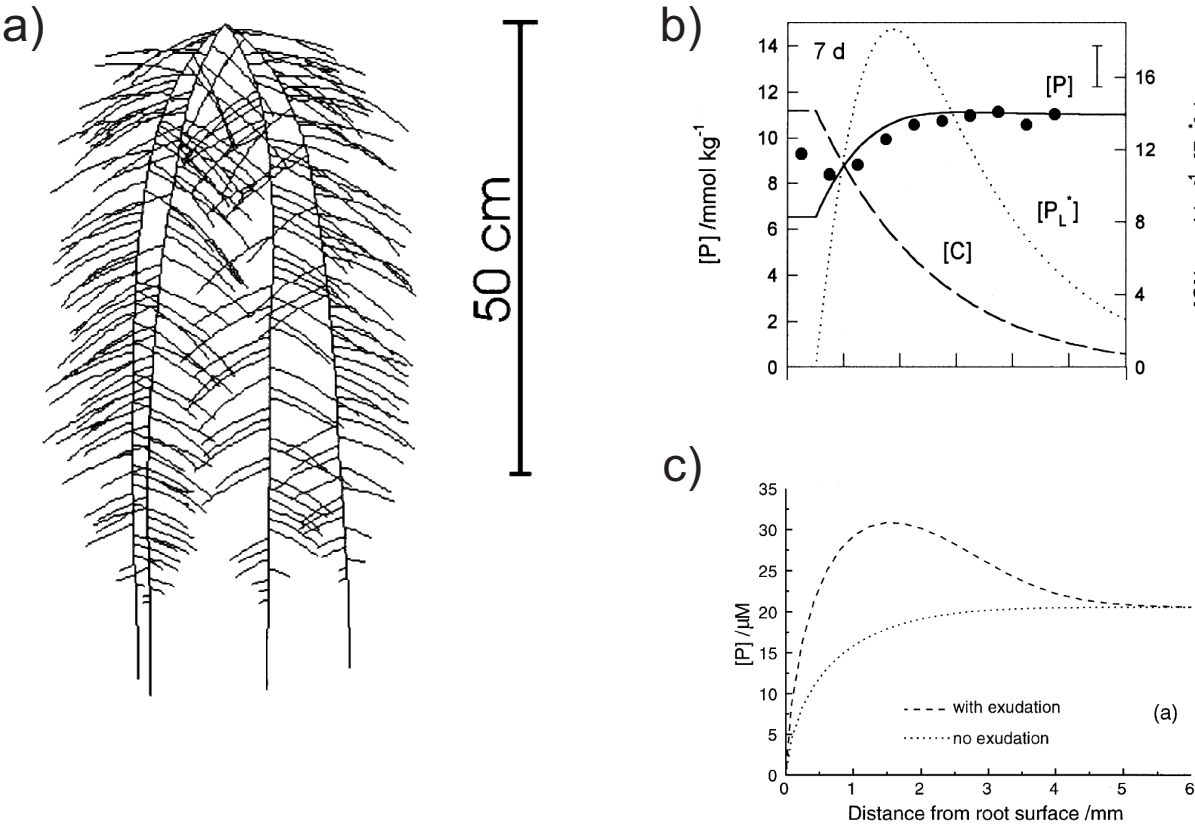 a)
50 cm
b)
[P] /mmol kg⁻¹
14
12
10
8
6
4
2
0
7 d
[P]
[P_L*]
[C]
16
12
8
4
0
c)
[P] /µM
35
30
25
20
15
10
5
0
with exudation
no exudation
(a)
0 1 2 3 4 5 6
Distance from root surface /mm